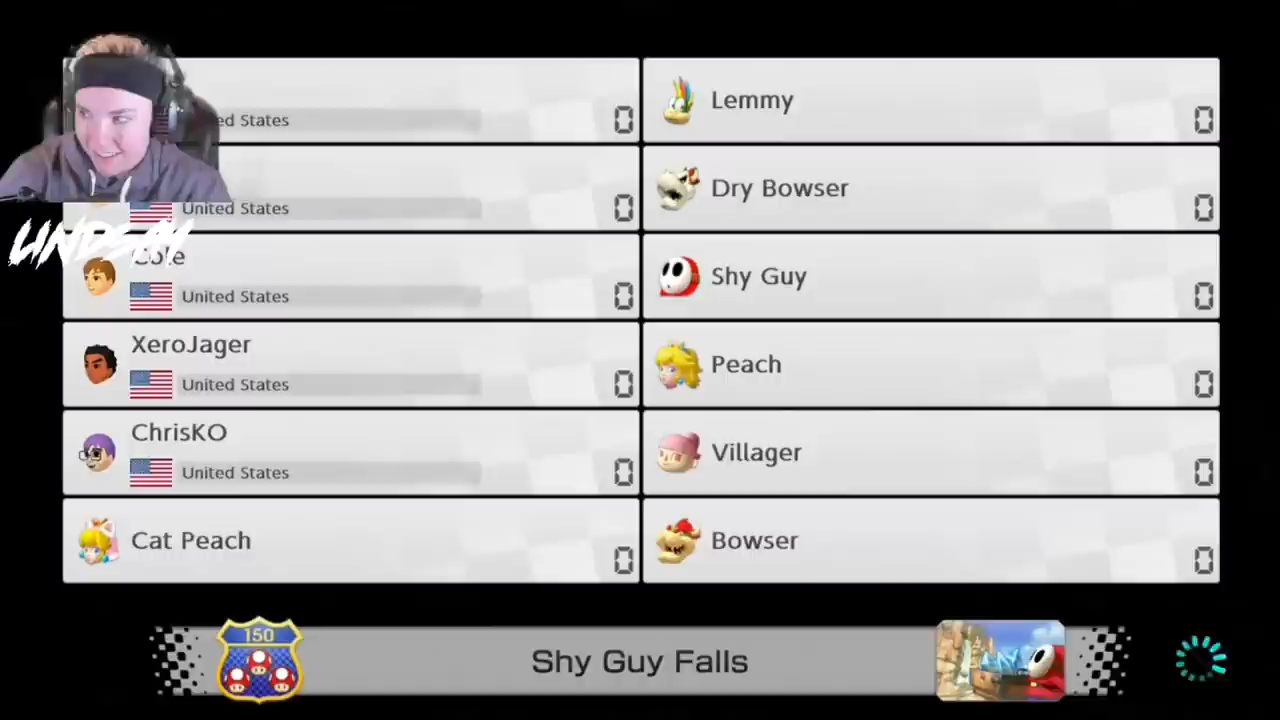 ed States
0
United States
0
LINDSAY
Cole
United States
0
XeroJager
United States
0
ChrisKO
United States
0
Cat Peach
0
Lemmy
0
Dry Bowser
0
Shy Guy
0
Peach
0
Villager
0
Bowser
0
150
Shy Guy Falls